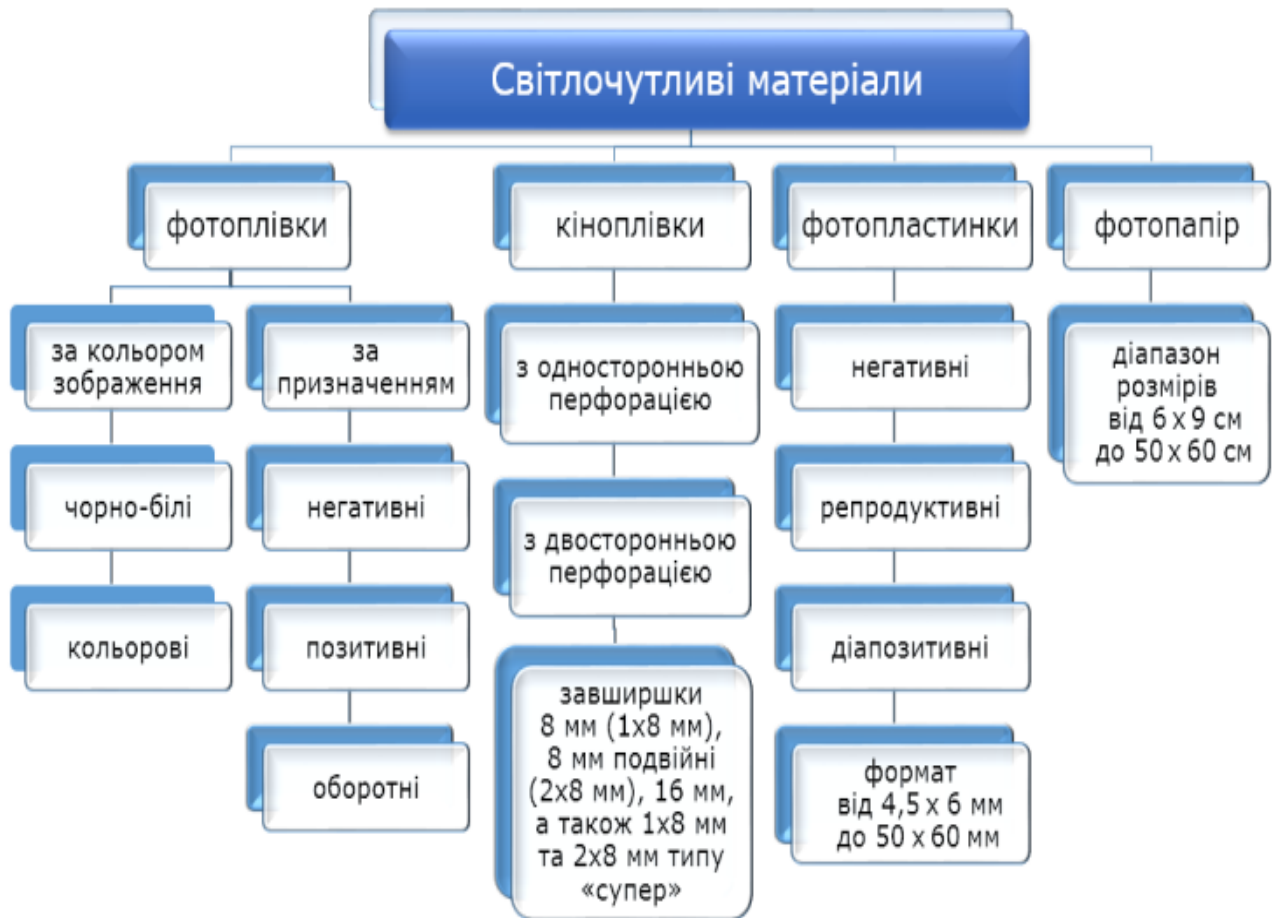 Світлочутливі матеріали
фотоплівки
кіноплівки
фотопластинки
фотопапір
за кольором
зображення
за
призначенням
з односторонньою
перфорацією
негативні
діапазон
розмірів
від 6 х 9 см
до 50 х 60 см
чорно-білі
негативні
з двосторонньою
перфорацією
репродуктивні
кольорові
позитивні
завширшки
8 мм (1х8 мм),
8 мм подвійні
(2х8 мм), 16 мм,
а також 1х8 мм
та 2х8 мм типу
«супер»
діапозитивні
оборотні
формат
від 4,5 х 6 мм
до 50 х 60 мм